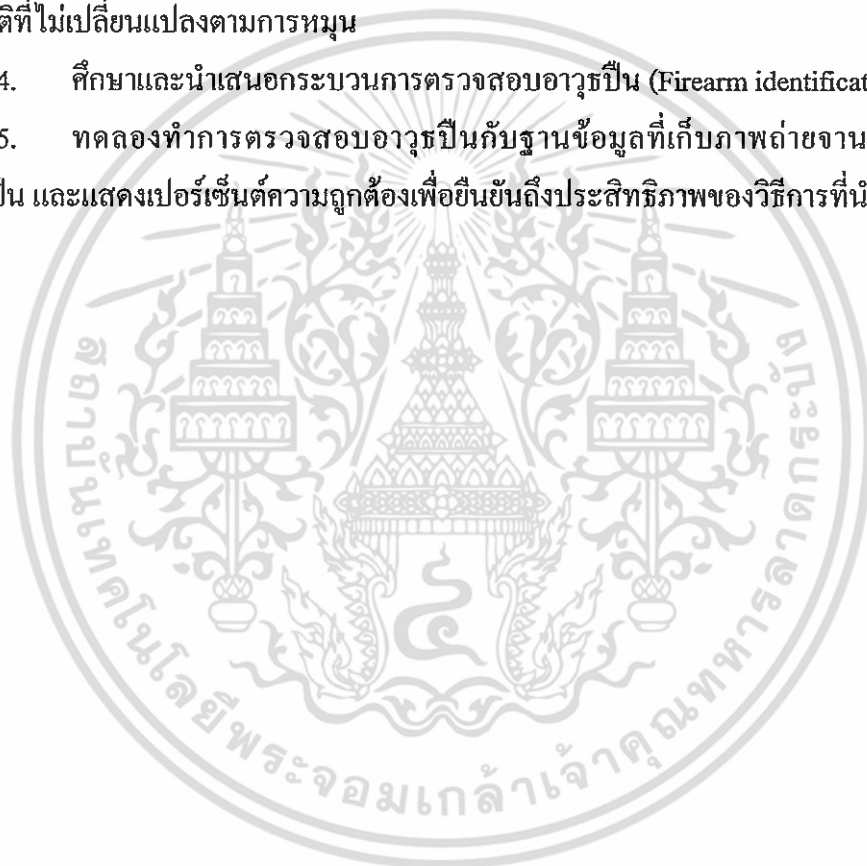 ติที่ไม่เปลี่ยนแปลงตามการหมุน
4. ศึกษาและนำเสนอกระบวนการตรวจสอบอาวุธปืน (Firearm identificat
5. ทดลองทำการตรวจสอบอาวุธปืนกับฐานข้อมูลที่เก็บภาพถ่ายจาน
ปืน และแสดงเปอร์เซ็นต์ความถูกต้องเพื่อยืนยันถึงประสิทธิภาพของวิธีการที่นำ
สถาบันเทคโนโลยีพระจอมเกล้าเจ้าคุณทหารลาดกระบัง